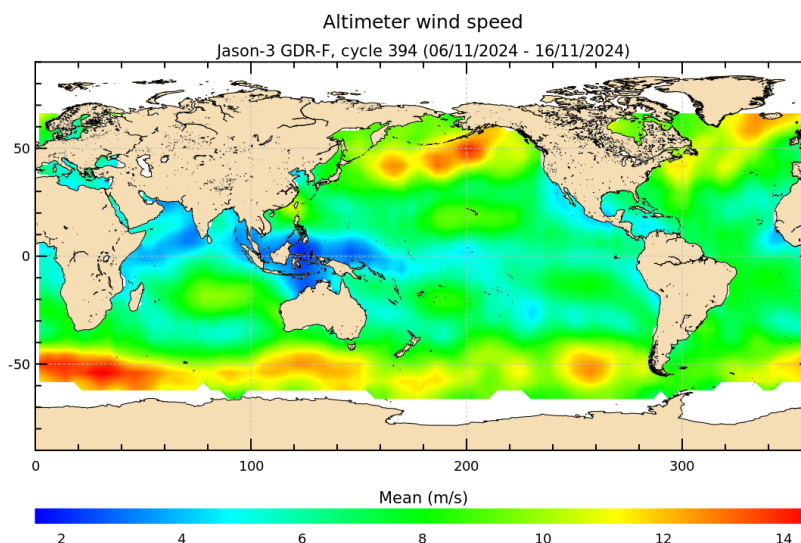 Altimeter wind speed
Jason-3 GDR-F, cycle 394 (06/11/2024 - 16/11/2024)
50
0
-50
0 100 200 300
Mean (m/s)
2 4 6 8 10 12 14